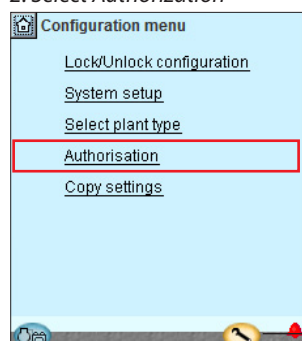 2. Select Authorization
Configuration menu
Lock/Unlock configuration
System setup
Select plant type
Authorisation
Copy settings